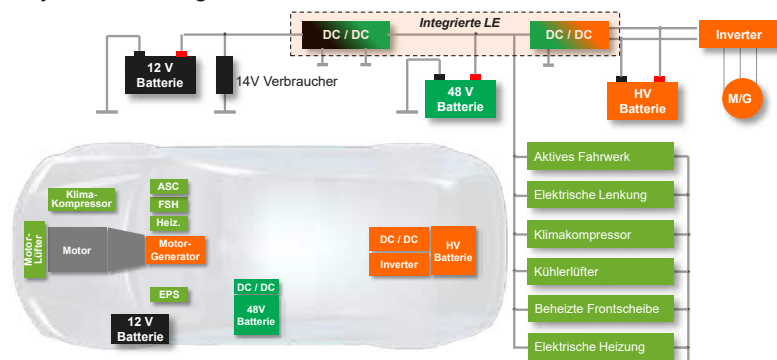 Integrierte LE
DC / DC
DC / DC
Inverter
12 V
Batterie
14V Verbraucher
48 V
Batterie
HV
Batterie
M/G
Aktives Fahrwerk
Elektrische Lenkung
Klimakompressor
Kühlerlüfter
Beheizte Frontscheibe
Elektrische Heizung
Klima-
Kompressor
ASC
FSH
Heiz.
Motor-
Lüfter
Motor
Motor-
Generator
EPS
12 V
Batterie
DC / DC
48V
Batterie
DC / DC
Inverter
HV
Batterie